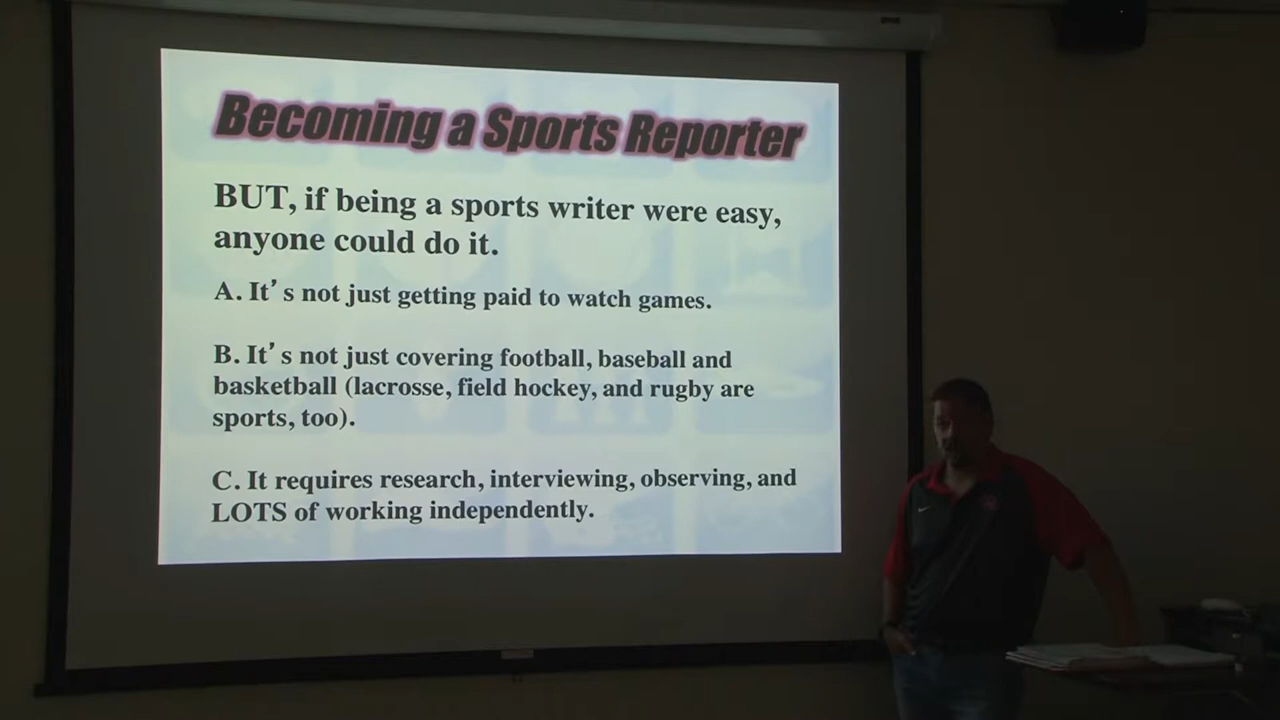 Becoming a Sports Reporter
BUT, if being a sports writer were easy,
anyone could do it.
A. It’s not just getting paid to watch games.
B. It’s not just covering football, baseball and
basketball (lacrosse, field hockey, and rugby are
sports, too).
C. It requires research, interviewing, observing, and
LOTS of working independently.